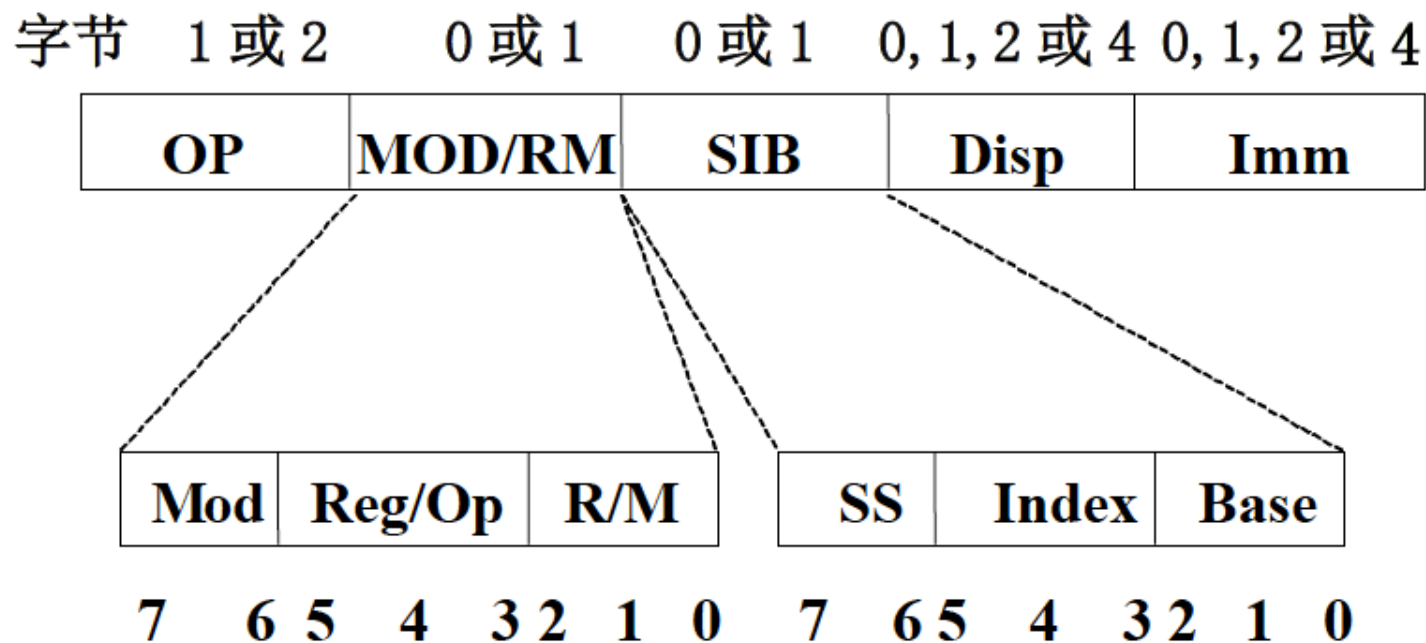 字节 1或2 0或1 0或1 0,1,2或4 0,1,2或4
OP MOD/RM SIB Disp Imm
Mod Reg/Op R/M SS Index Base
7 6 5 4 3 2 1 0 7 6 5 4 3 2 1 0